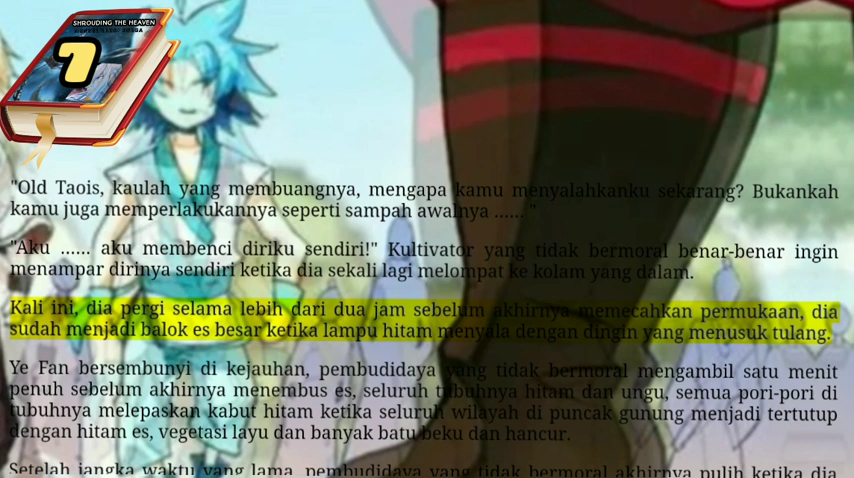 SHROUDING THE HEAVEN
1
"Old Taois, kaulah yang membuangnya, mengapa kamu menyalahkanku sekarang? Bukankah
kamu juga memperlakukannya seperti sampah awalnya ...... "
"Aku ...... aku membenci diriku sendiri!" Kultivator yang tidak bermoral benar-benar ingin
menampar dirinya sendiri ketika dia sekali lagi melompat ke kolam yang dalam.
Kali ini, dia pergi selama lebih dari dua jam sebelum akhirnya memecahkan permukaan, dia
sudah menjadi balok es besar ketika lampu hitam menyala dengan dingin yang menusuk tulang.
Ye Fan bersembunyi di kejauhan, pembudidaya yang tidak bermoral mengambil satu menit
penuh sebelum akhirnya menembus es, seluruh tubuhnya hitam dan ungu, semua pori-pori di
tubuhnya melepaskan kabut hitam ketika seluruh wilayah di puncak gunung menjadi tertutup
dengan hitam es, vegetasi layu dan banyak batu beku dan hancur.
Setelah jangka waktu yang lama, pembudidaya yang tidak bermoral akhirnya pulih ketika dia